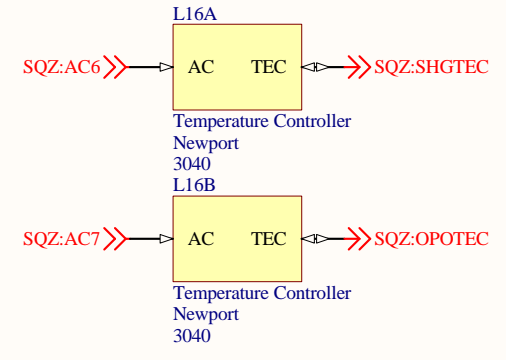 L16A
SQZ:AC6 AC TEC SQZ:SHGTEC
Temperature Controller
Newport
3040
L16B
SQZ:AC7 AC TEC SQZ:OPOTEC
Temperature Controller
Newport
3040